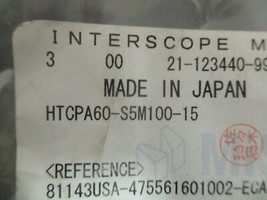 INTERSCOPE M
3 00 21-123440-99
MADE IN JAPAN
HTCPA60-S5M100-15
<REFERENCE>
81143USA-475561601002-ECA